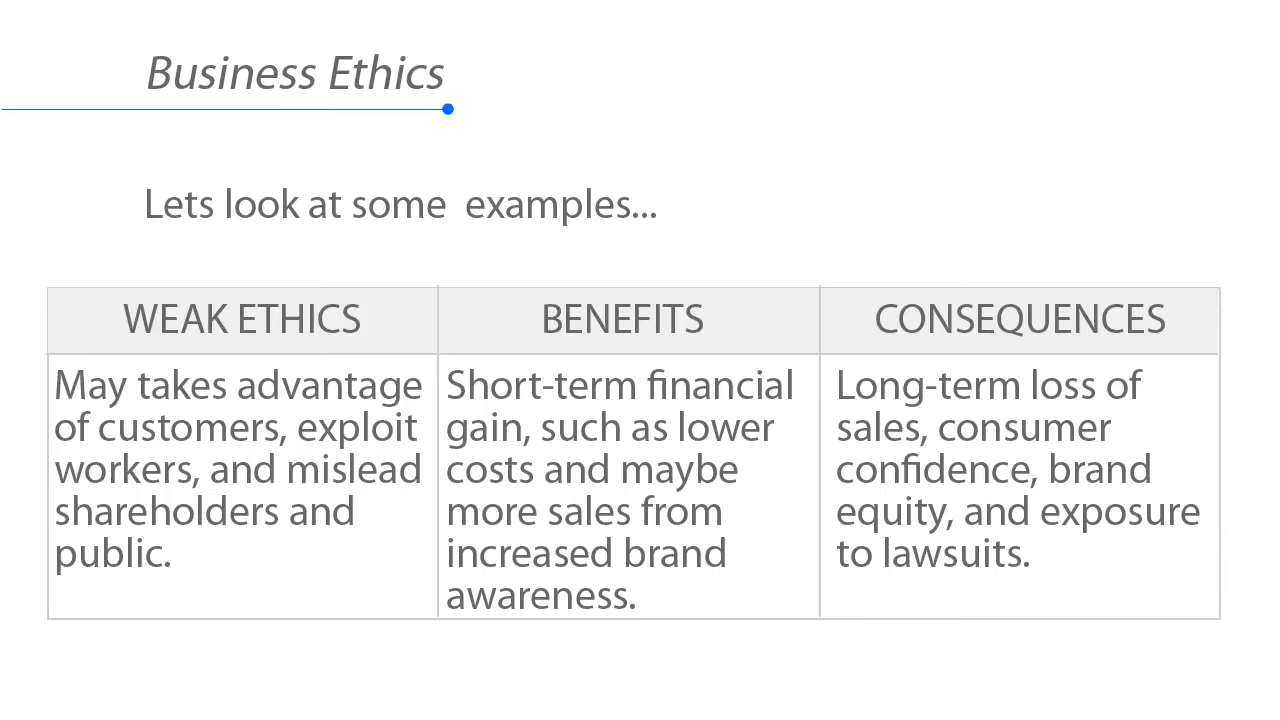 Business Ethics
Lets look at some  examples...
WEAK ETHICS
BENEFITS
CONSEQUENCES
May takes advantage
of customers, exploit
workers, and mislead
shareholders and
public.
Short-term financial
gain, such as lower
costs and maybe
more sales from
increased brand
awareness.
Long-term loss of
sales, consumer
confidence, brand
equity, and exposure
to lawsuits.